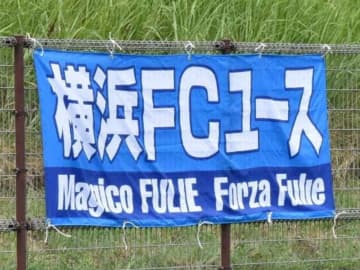 横浜FCユース
Magico FULIE Forza Fulie